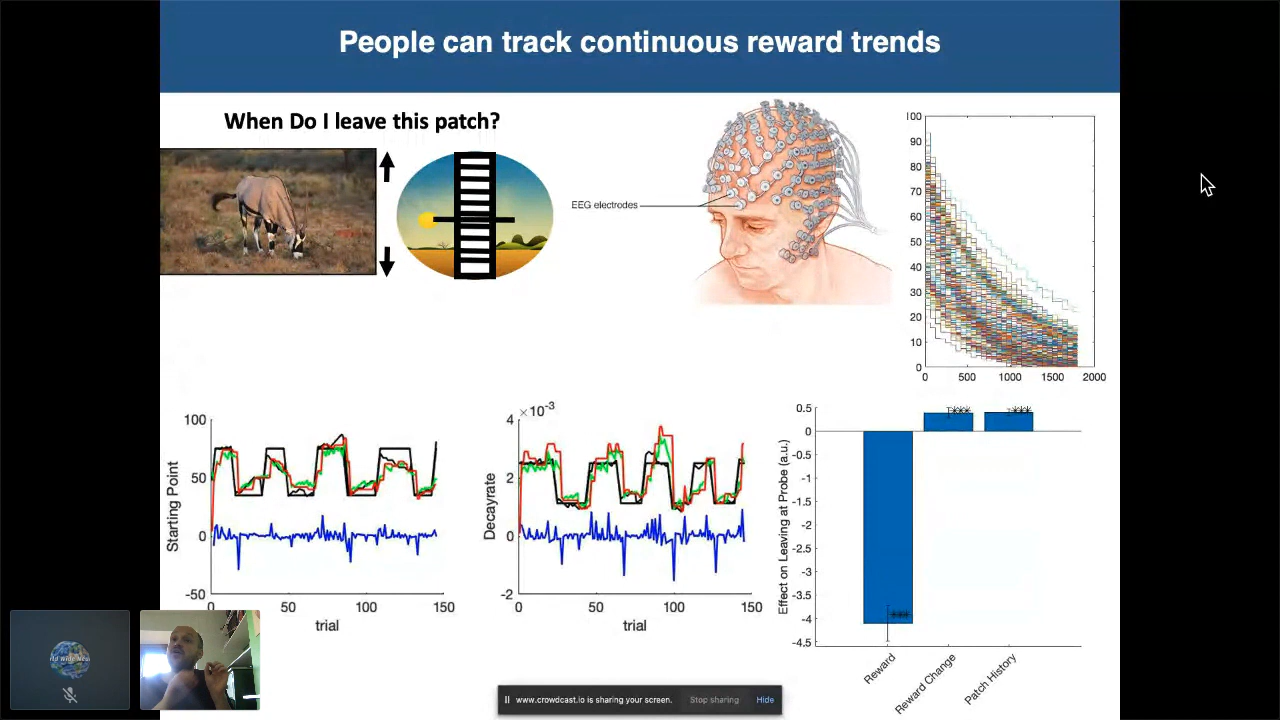 People can track continuous reward trends
When Do I leave this patch?
EEG electrodes
100
90
80
70
60
50
40
30
20
10
0
0 500 1000 1500 2000
100
50
0
-50
Starting Point
0 50 100 150
trial
×10⁻³
4
2
0
-2
Decayrate
0 50 100 150
trial
0.5
0
-0.5
-1
-1.5
-2
-2.5
-3
-3.5
-4
-4.5
Effect on Leaving at Probe (a.u.)
***
***
***
Reward
Reward Change
Patch History
www.crowdcast.io is sharing your screen. Stop sharing Hide